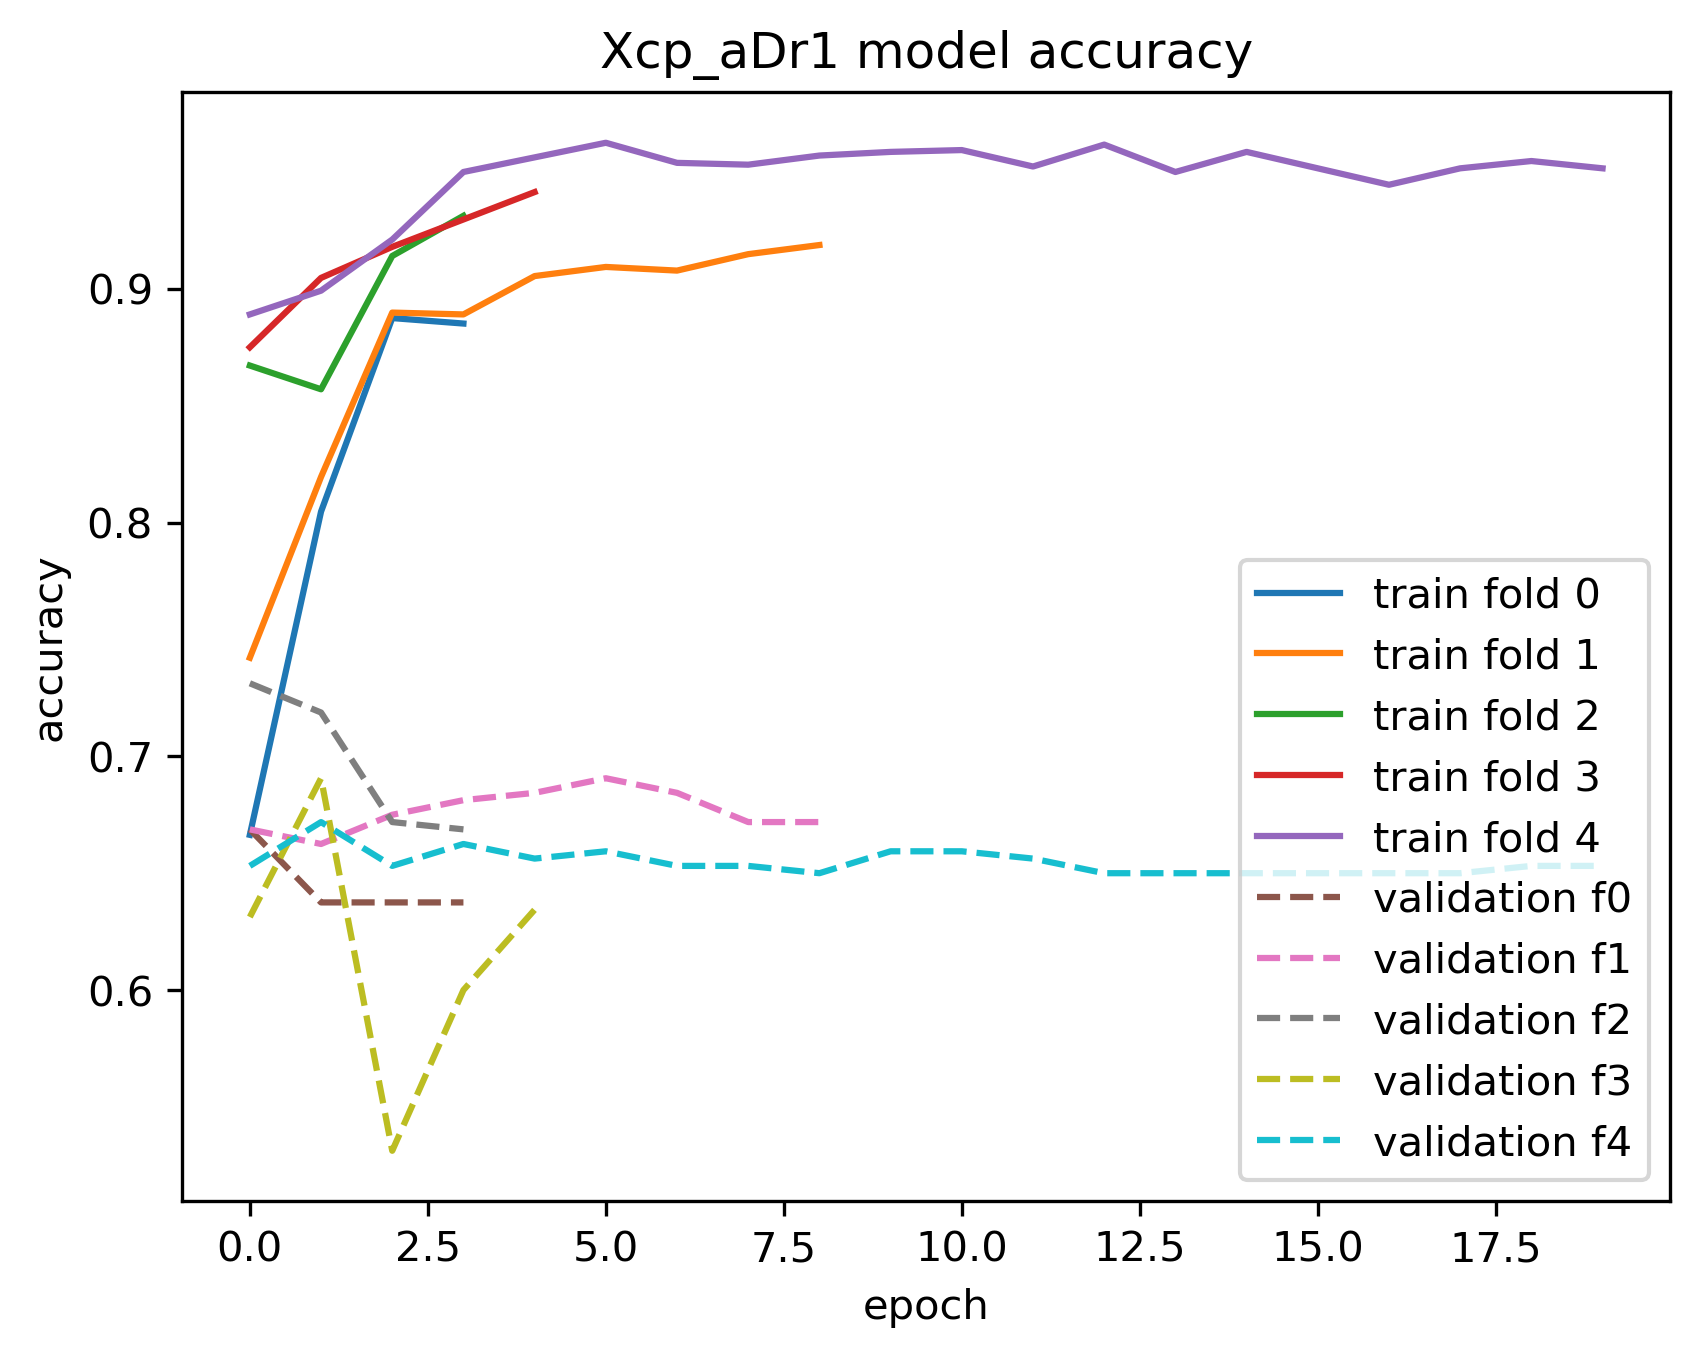 Xcp_aDr1 model accuracy
accuracy
0.9
0.8
0.7
0.6
train fold 0
train fold 1
train fold 2
train fold 3
train fold 4
validation f0
validation f1
validation f2
validation f3
validation f4
0.0 2.5 5.0 7.5 10.0 12.5 15.0 17.5
epoch